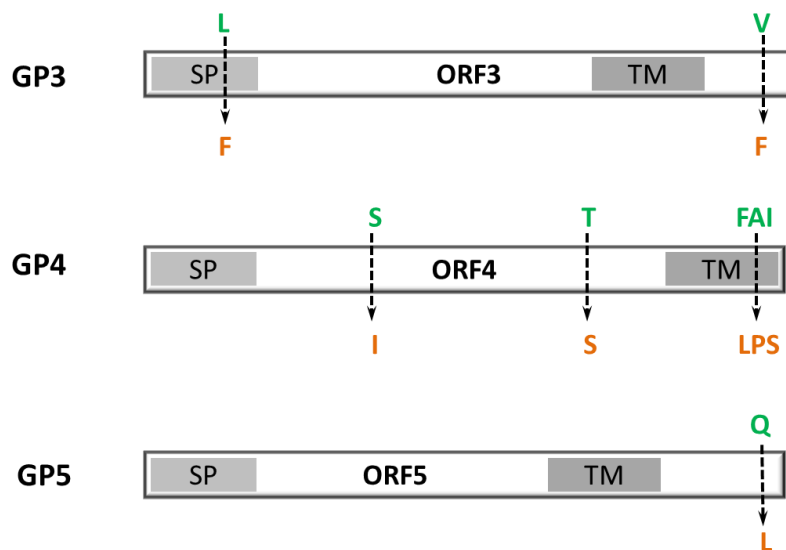 L V
GP3 SP ORF3 TM
F F
S T FAI
GP4 SP ORF4 TM
I S LPS
Q
GP5 SP ORF5 TM
L